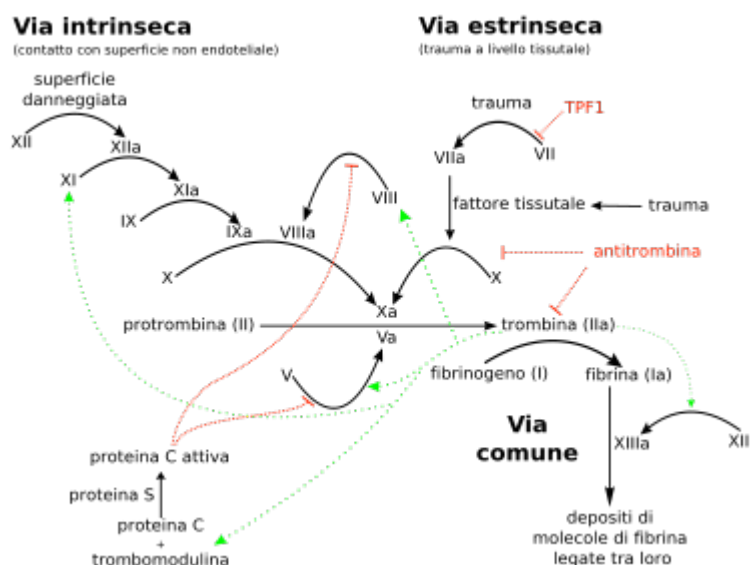 Via intrinseca
(contatto con superficie non endoteliale)
Via estrinseca
(trauma a livello tissutale)
superficie
danneggiata
trauma
TPF1
XII
XIIa
VIIa
VII
XI
XIa
VIII
fattore tissutale
trauma
IX
IXa
VIIIa
antitrombina
X
X
Xa
protrombina (II)
trombina (IIa)
Va
V
fibrinogeno (I)
fibrina (Ia)
Via
comune
XIIIa
XII
proteina C attiva
proteina S
proteina C
+
trombomodulina
depositi di
molecole di fibrina
legate tra loro